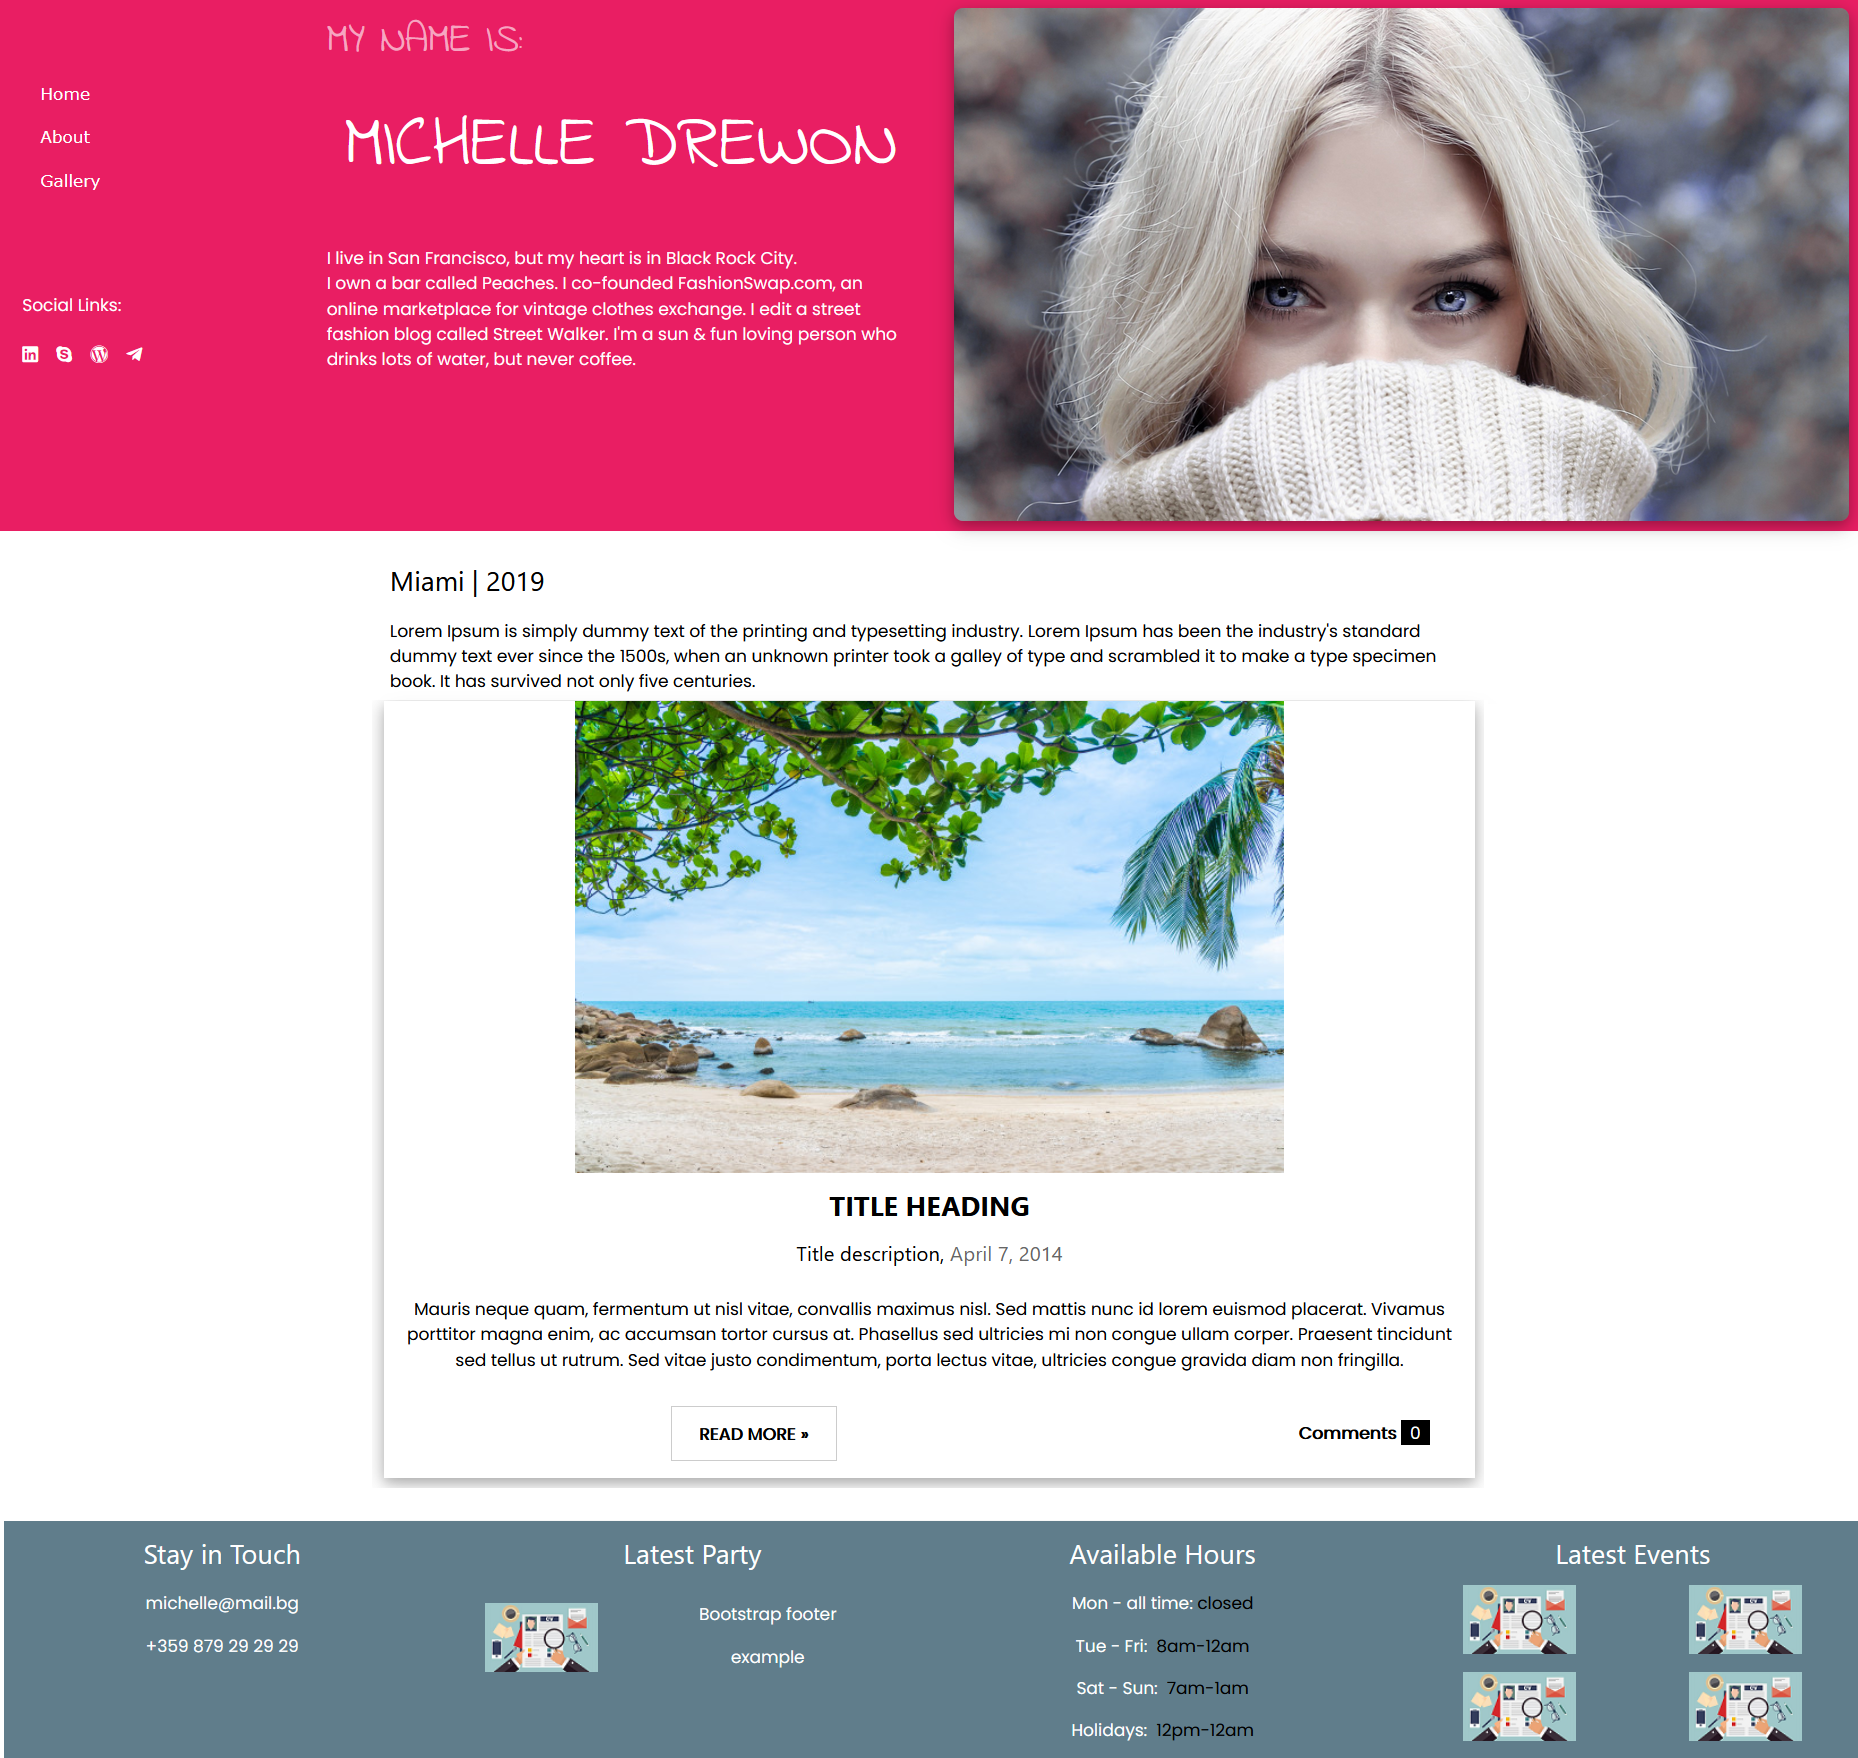 MY NAME IS:
Home
About
Gallery
MICHELLE DREWON
I live in San Francisco, but my heart is in Black Rock City.
I own a bar called Peaches. I co-founded FashionSwap.com, an
online marketplace for vintage clothes exchange. I edit a street
fashion blog called Street Walker. I'm a sun & fun loving person who
drinks lots of water, but never coffee.
Social Links:
Miami | 2019
Lorem Ipsum is simply dummy text of the printing and typesetting industry. Lorem Ipsum has been the industry's standard
dummy text ever since the 1500s, when an unknown printer took a galley of type and scrambled it to make a type specimen
book. It has survived not only five centuries.
TITLE HEADING
Title description, April 7, 2014
Mauris neque quam, fermentum ut nisl vitae, convallis maximus nisl. Sed mattis nunc id lorem euismod placerat. Vivamus
porttitor magna enim, ac accumsan tortor cursus at. Phasellus sed ultricies mi non congue ullam corper. Praesent tincidunt
sed tellus ut rutrum. Sed vitae justo condimentum, porta lectus vitae, ultricies congue gravida diam non fringilla.
READ MORE »
Comments 0
Stay in Touch
michelle@mail.bg
+359 879 29 29 29
Latest Party
CV
Bootstrap footer
example
Available Hours
Mon - all time: closed
Tue - Fri: 8am-12am
Sat - Sun: 7am-1am
Holidays: 12pm-12am
Latest Events
CV
CV
CV
CV